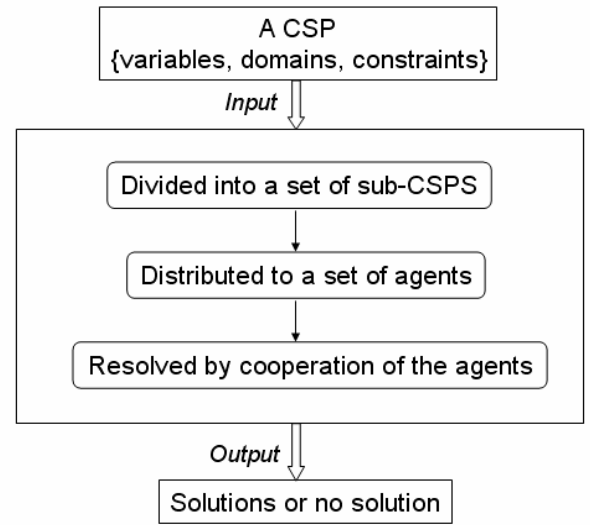 A CSP
{variables, domains, constraints}
Input
Divided into a set of sub-CSPS
Distributed to a set of agents
Resolved by cooperation of the agents
Output
Solutions or no solution